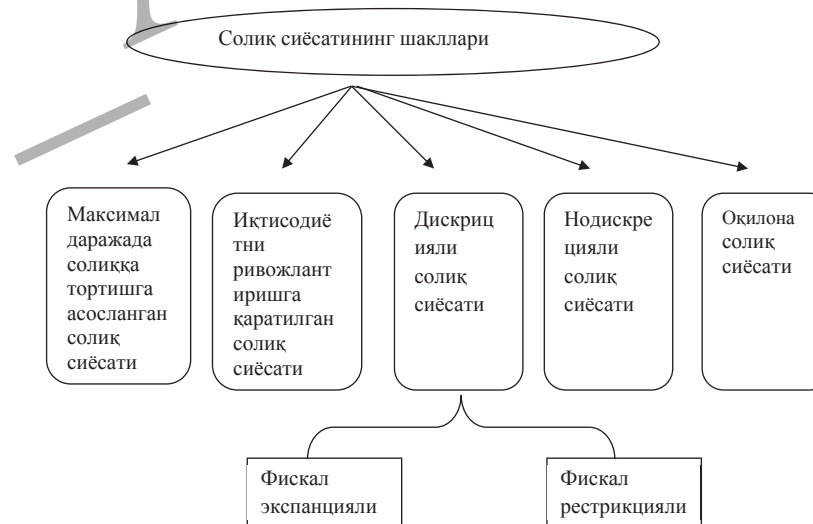 Солиқ сиёсатининг шакллари
Максимал
даражада
солиққа
тортишга
асосланган
солиқ
сиёсати
Иқтисодиё
тни
ривожлант
иришга
қаратилган
солиқ
сиёсати
Дискриц
ияли
солиқ
сиёсати
Нодискре
цияли
солиқ
сиёсати
Оқилона
солиқ
сиёсати
Фискал
экспанцияли
Фискал
рестрикцияли